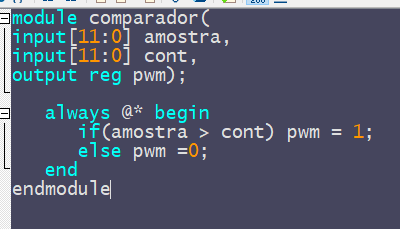 module comparador(
input[11:0] amostra,
input[11:0] cont,
output reg pwm);
always @* begin
if(amostra > cont) pwm = 1;
else pwm =0;
end
endmodule